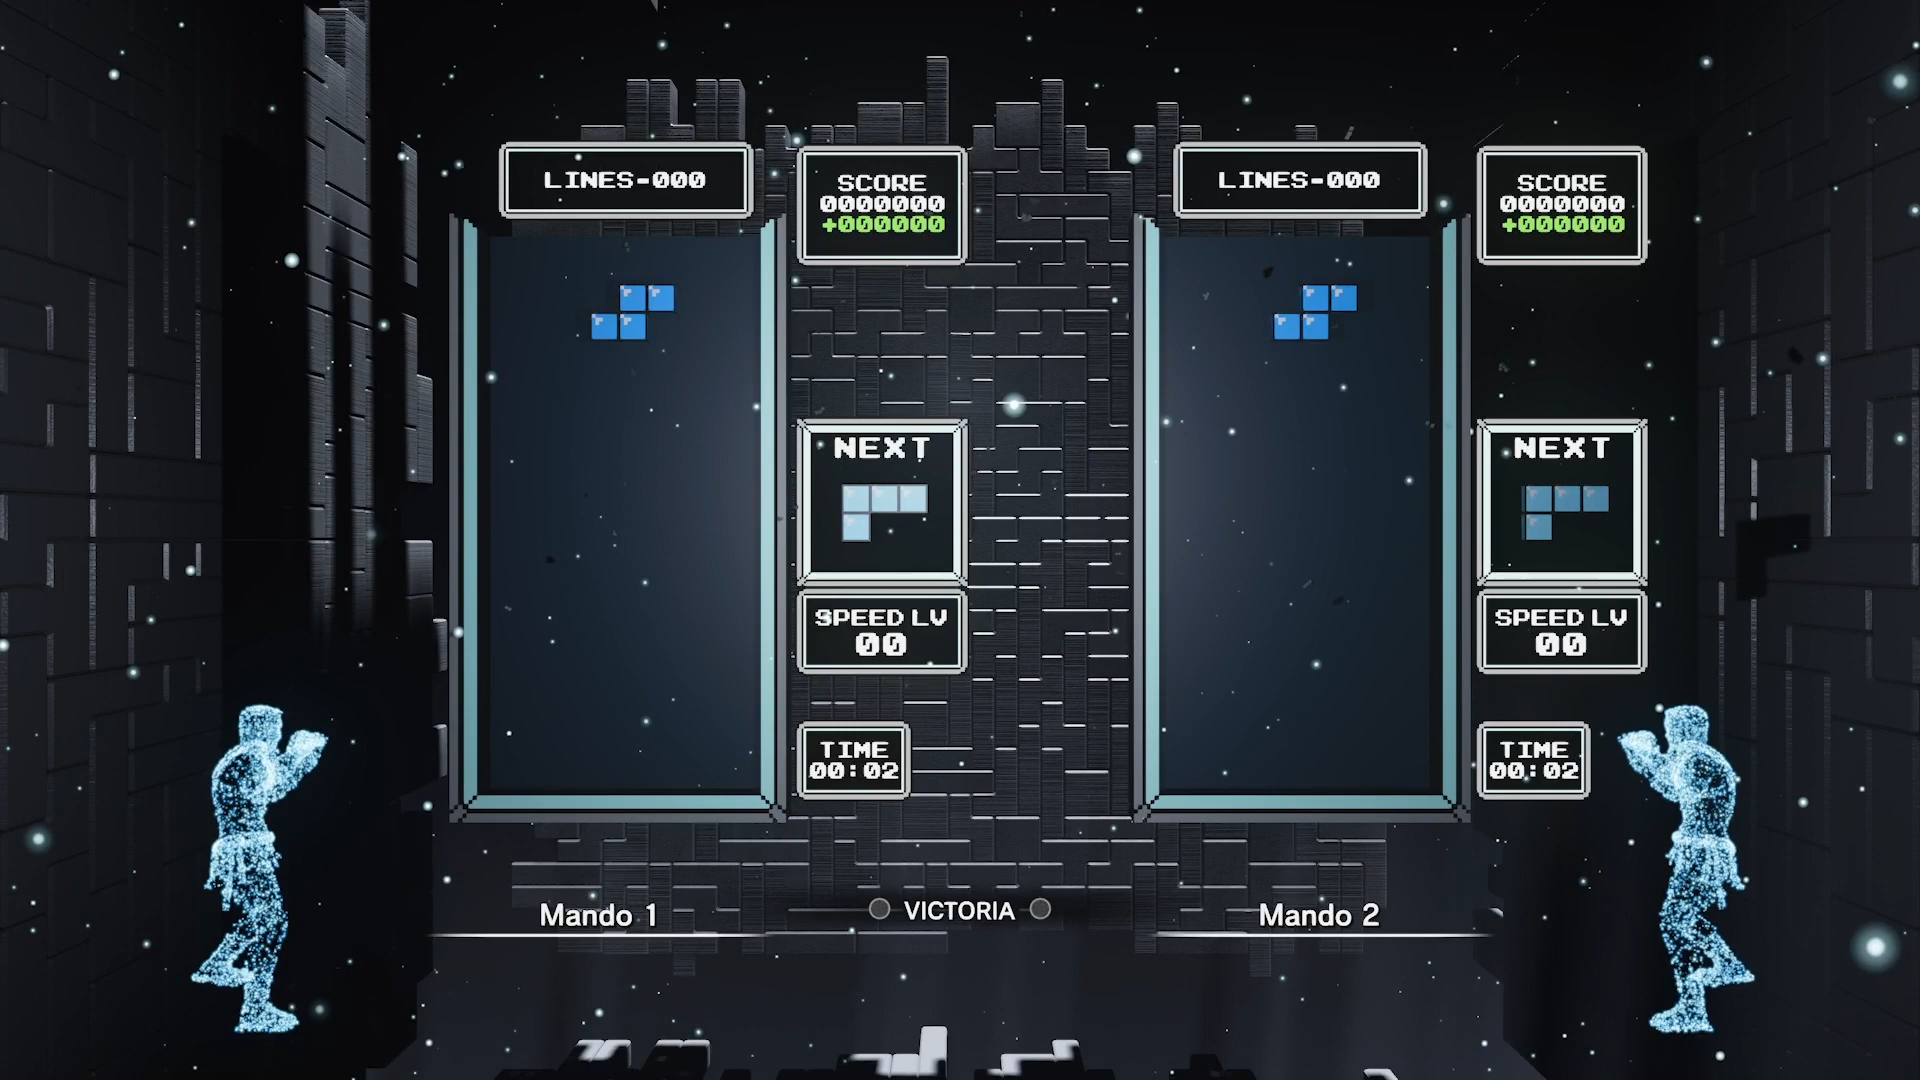 LINES-000
SCORE
0000000
+000000
NEXT
SPEED LV
00
TIME
00:02
LINES-000
SCORE
0000000
+000000
NEXT
SPEED LV
00
TIME
00:02
Mando 1
VICTORIA
Mando 2